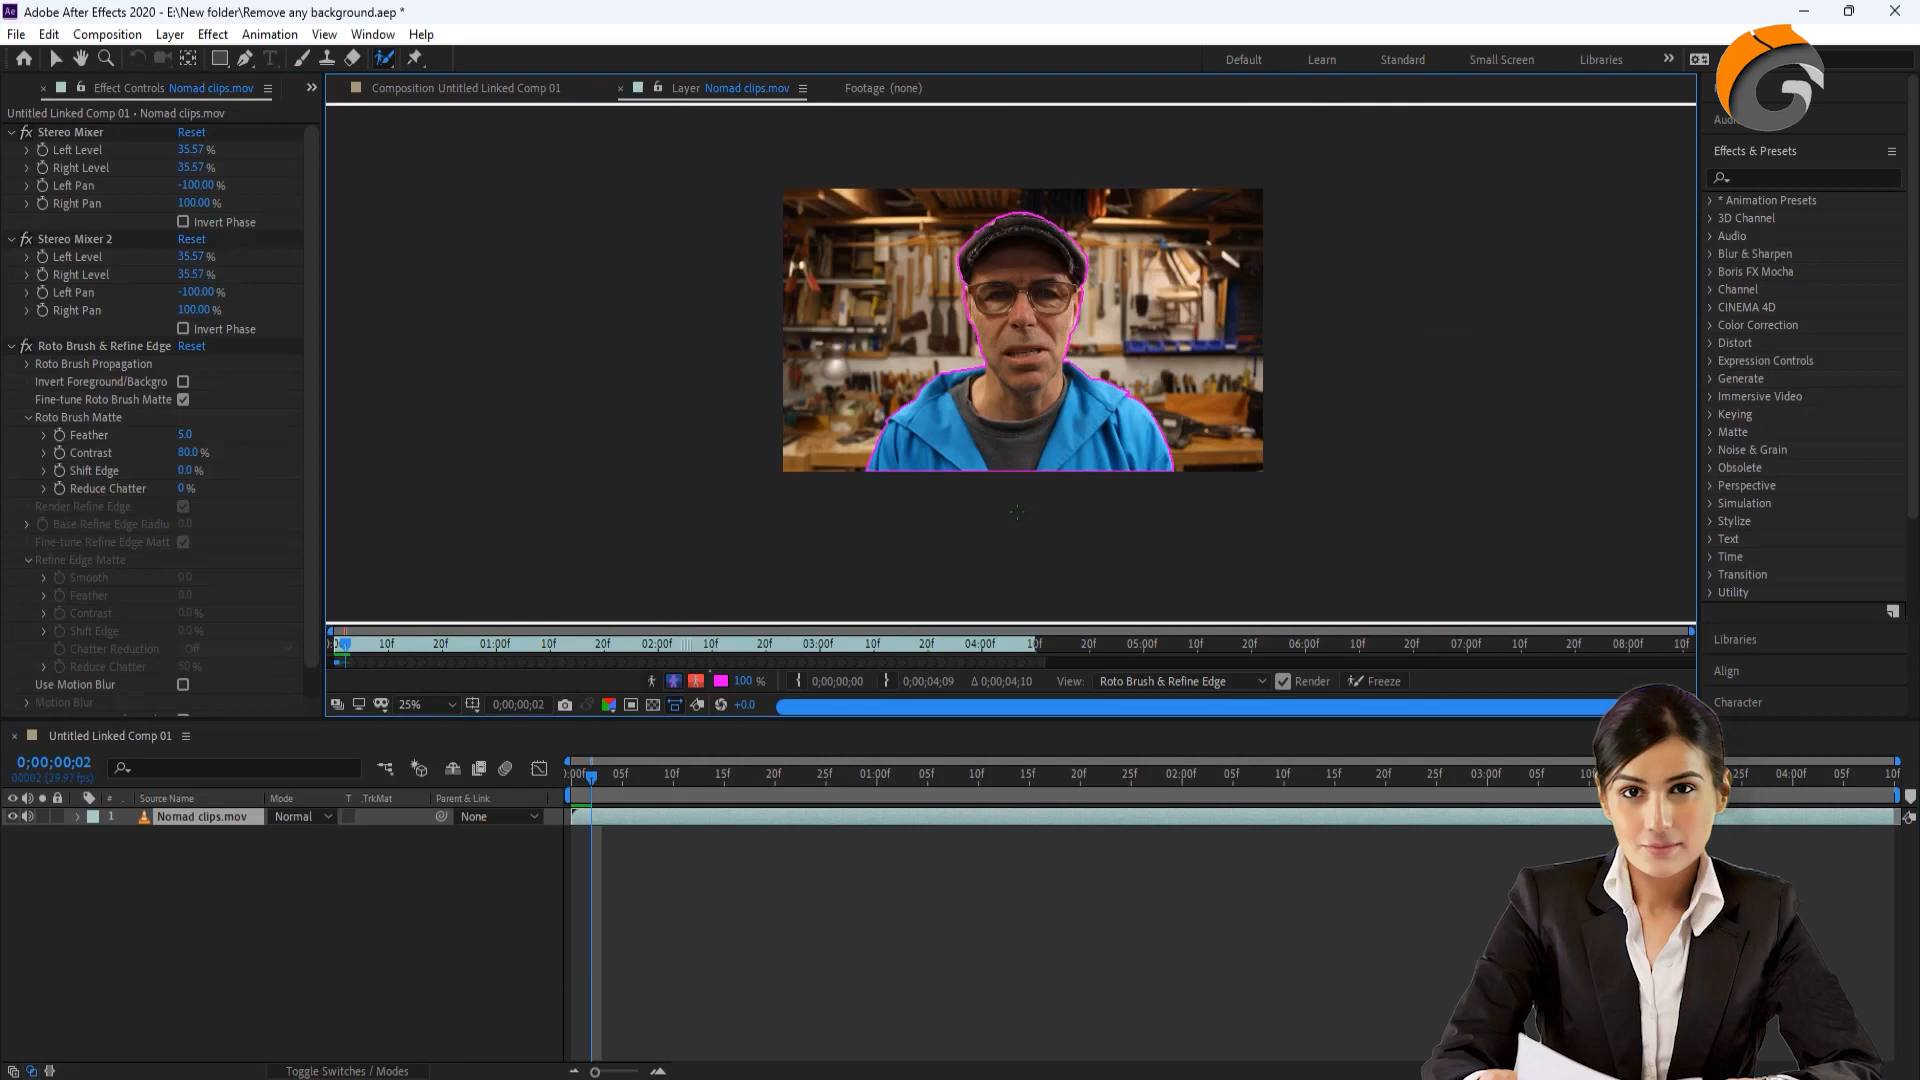 Adobe After Effects 2020 - E:\New folder\Remove any background.aep *
File Edit Composition Layer Effect Animation View Window Help
Default Learn Standard Small Screen Libraries
Effect Controls Nomad clips.mov
Composition Untitled Linked Comp 01
Layer Nomad clips.mov
Footage (none)
Untitled Linked Comp 01 • Nomad clips.mov
fx Stereo Mixer Reset
Left Level 35.57 %
Right Level 35.57 %
Left Pan -100.00 %
Right Pan 100.00 %
Invert Phase
fx Stereo Mixer 2 Reset
Left Level 35.57 %
Right Level 35.57 %
Left Pan -100.00 %
Right Pan 100.00 %
Invert Phase
fx Roto Brush & Refine Edge Reset
Roto Brush Propagation
Invert Foreground/Backgro
Fine-tune Roto Brush Matte
Roto Brush Matte
Feather 5.0
Contrast 80.0 %
Shift Edge 0.0 %
Reduce Chatter 0 %
Render Refine Edge
Base Refine Edge Radiu 0.0
Fine-tune Refine Edge Matt
Refine Edge Matte
Smooth 0.0
Feather 0.0
Contrast 0.0 %
Shift Edge 0.0 %
Chatter Reduction Off
Reduce Chatter 50 %
Use Motion Blur
Motion Blur
G
Effects & Presets
* Animation Presets
3D Channel
Audio
Blur & Sharpen
Boris FX Mocha
Channel
CINEMA 4D
Color Correction
Distort
Expression Controls
Generate
Immersive Video
Keying
Matte
Noise & Grain
Obsolete
Perspective
Simulation
Stylize
Text
Time
Transition
Utility
Libraries
Align
Character
10f 20f 01:00f 10f 20f 02:00f 10f 20f 03:00f 10f 20f 04:00f 10f 20f 05:00f 10f 20f 06:00f 10f 20f 07:00f 10f 20f 08:00f 10f
100 % 0;00;00;00 0;00;04;09 Δ 0;00;04;10 View: Roto Brush & Refine Edge Render Freeze
25% 0;00;00;02 +0.0
Untitled Linked Comp 01
0;00;00;02
00002 (29.97 fps)
:00f 05f 10f 15f 20f 25f 01:00f 05f 10f 15f 20f 25f 02:00f 05f 10f 15f 20f 25f 03:00f 05f 25f 04:00f 05f 10f
# Source Name Mode T .TrkMat Parent & Link
1 Nomad clips.mov Normal None
Toggle Switches / Modes